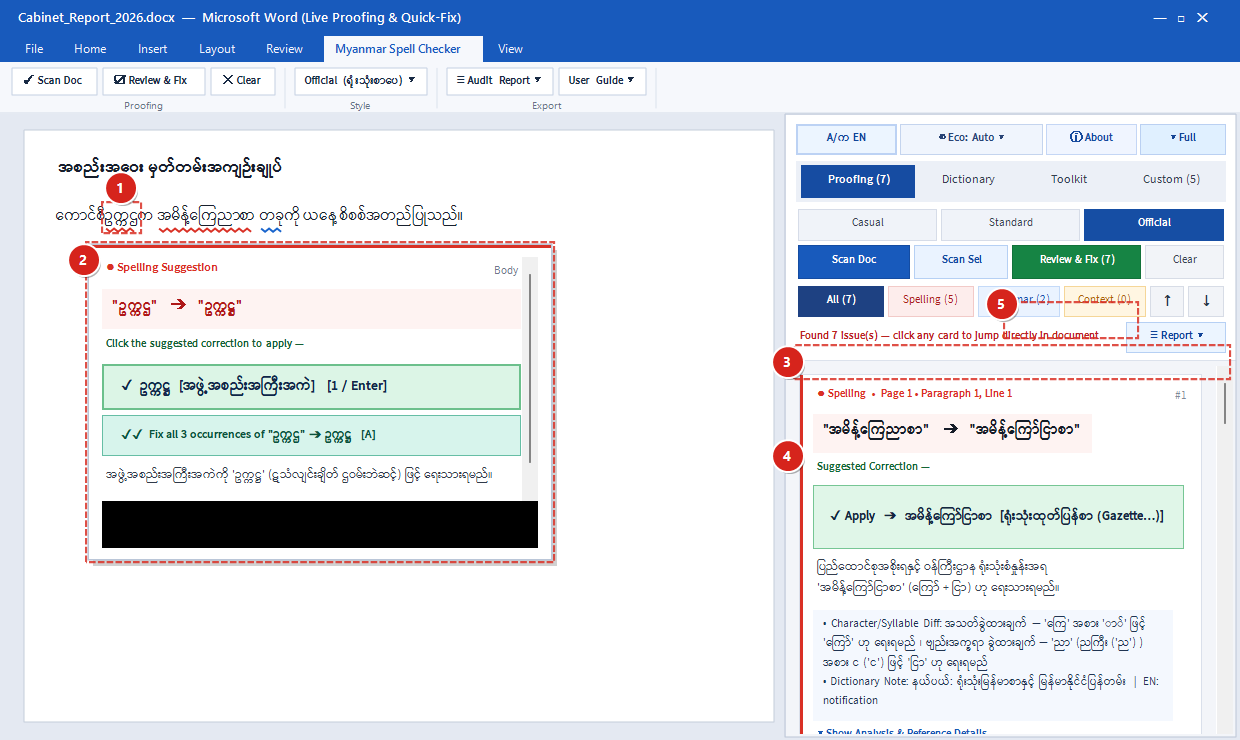 Cabinet_Report_2026.docx — Microsoft Word (Live Proofing & Quick-Fix)
File Home Insert Layout Review Myanmar Spell Checker View
✓ Scan Doc Review & Fix Clear Official (ရုံးသုံးစာပေ) ▼ ☰ Audit Report ▼ User Guide ▼
Proofing Style Export
A/က EN Eco: Auto ▼ ⓘ About ▾ Full
Proofing (7) Dictionary Toolkit Custom (5)
Casual Standard Official
Scan Doc Scan Sel Review & Fix (7) Clear
All (7) Spelling (5) mar (2) Context (0) ↑ ↓
Found 7 issue(s) — click any card to jump directly in document ☰ Report ▼
အစည်းအဝေး မှတ်တမ်းအကျဉ်းချုပ်
1
ကောင်စီဥက္ကဌက အမိန့်ကြေညာစာ တခုကို ယနေ့ စိစစ်အတည်ပြုသည်။
2
● Spelling Suggestion Body
"ဥက္ကဌ" → "ဥက္ကဋ္ဌ"
Click the suggested correction to apply —
✓ ဥက္ကဋ္ဌ [အဖွဲ့အစည်းအကြီးအကဲ] [1 / Enter]
✓✓ Fix all 3 occurrences of "ဥက္ကဌ" → ဥက္ကဋ္ဌ [A]
အဖွဲ့အစည်းအကြီးအကဲကို 'ဥက္ကဋ္ဌ' (ဋသံလျင်းချိတ် ဌဝမ်းဘဲဆင့်) ဖြင့် ရေးသားရမည်။
5
3
● Spelling • Page 1 • Paragraph 1, Line 1 #1
"အမိန့်ကြေညာစာ" → "အမိန့်ကြော်ငြာစာ"
4
Suggested Correction —
✓ Apply → အမိန့်ကြော်ငြာစာ [ရုံးသုံးထုတ်ပြန်စာ (Gazette...)]
ပြည်ထောင်စုအစိုးရနှင့် ဝန်ကြီးဌာန ရုံးသုံးစံနှုန်းအရ
'အမိန့်ကြော်ငြာစာ' (ကြော် + ငြာ) ဟု ရေးသားရမည်။
• Character/Syllable Diff: အသတ်ခွဲထားချက် — 'ကြေ' အစား 'ာ်' ဖြင့်
'ကြော်' ဟု ရေးရမည် ၊ ဗျည်းအက္ခရာ ခွဲထားချက် — 'ညာ' (ညကြီး ('ည') )
အစား င ('င') ဖြင့် 'ငြာ' ဟု ရေးရမည်
• Dictionary Note: နယ်ပယ်: ရုံးသုံးမြန်မာစာနှင့် မြန်မာနိုင်ငံပြန်တမ်း | EN:
notification
▾ Show Analysis & Reference Details